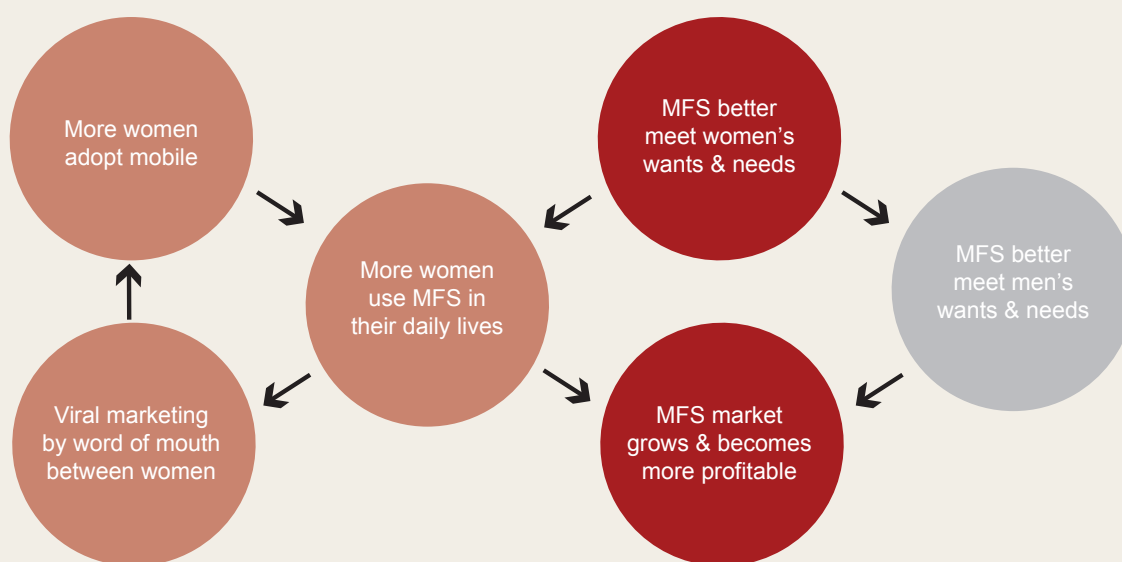 More women
adopt mobile
MFS better
meet women's
wants & needs
More women
use MFS in
their daily lives
MFS better
meet men's
wants & needs
Viral marketing
by word of mouth
between women
MFS market
grows & becomes
more profitable